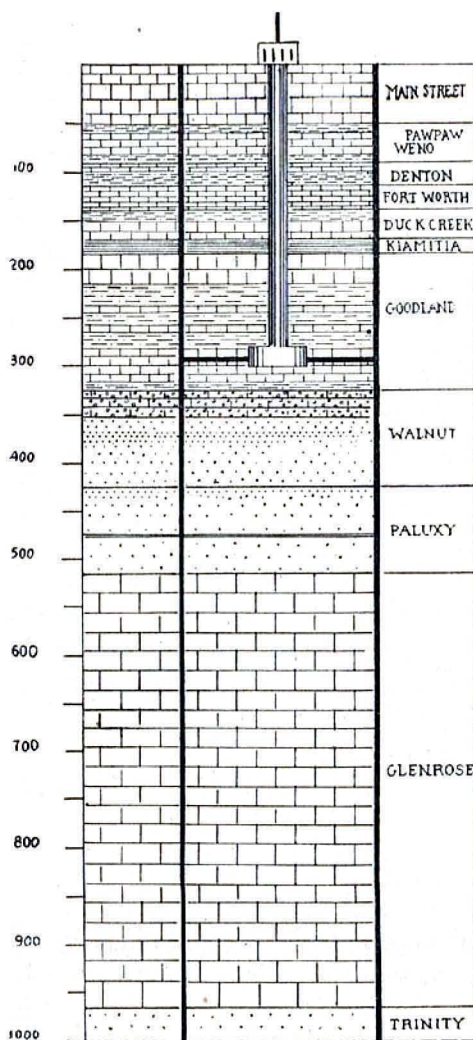 MAIN STREET
PAWPAW
WENO
100
DENTON
FORT WORTH
DUCK CREEK
KIAMITIA
200
GOODLAND
300
WALNUT
400
PALUXY
500
600
700
GLENROSE
800
900
TRINITY
1000